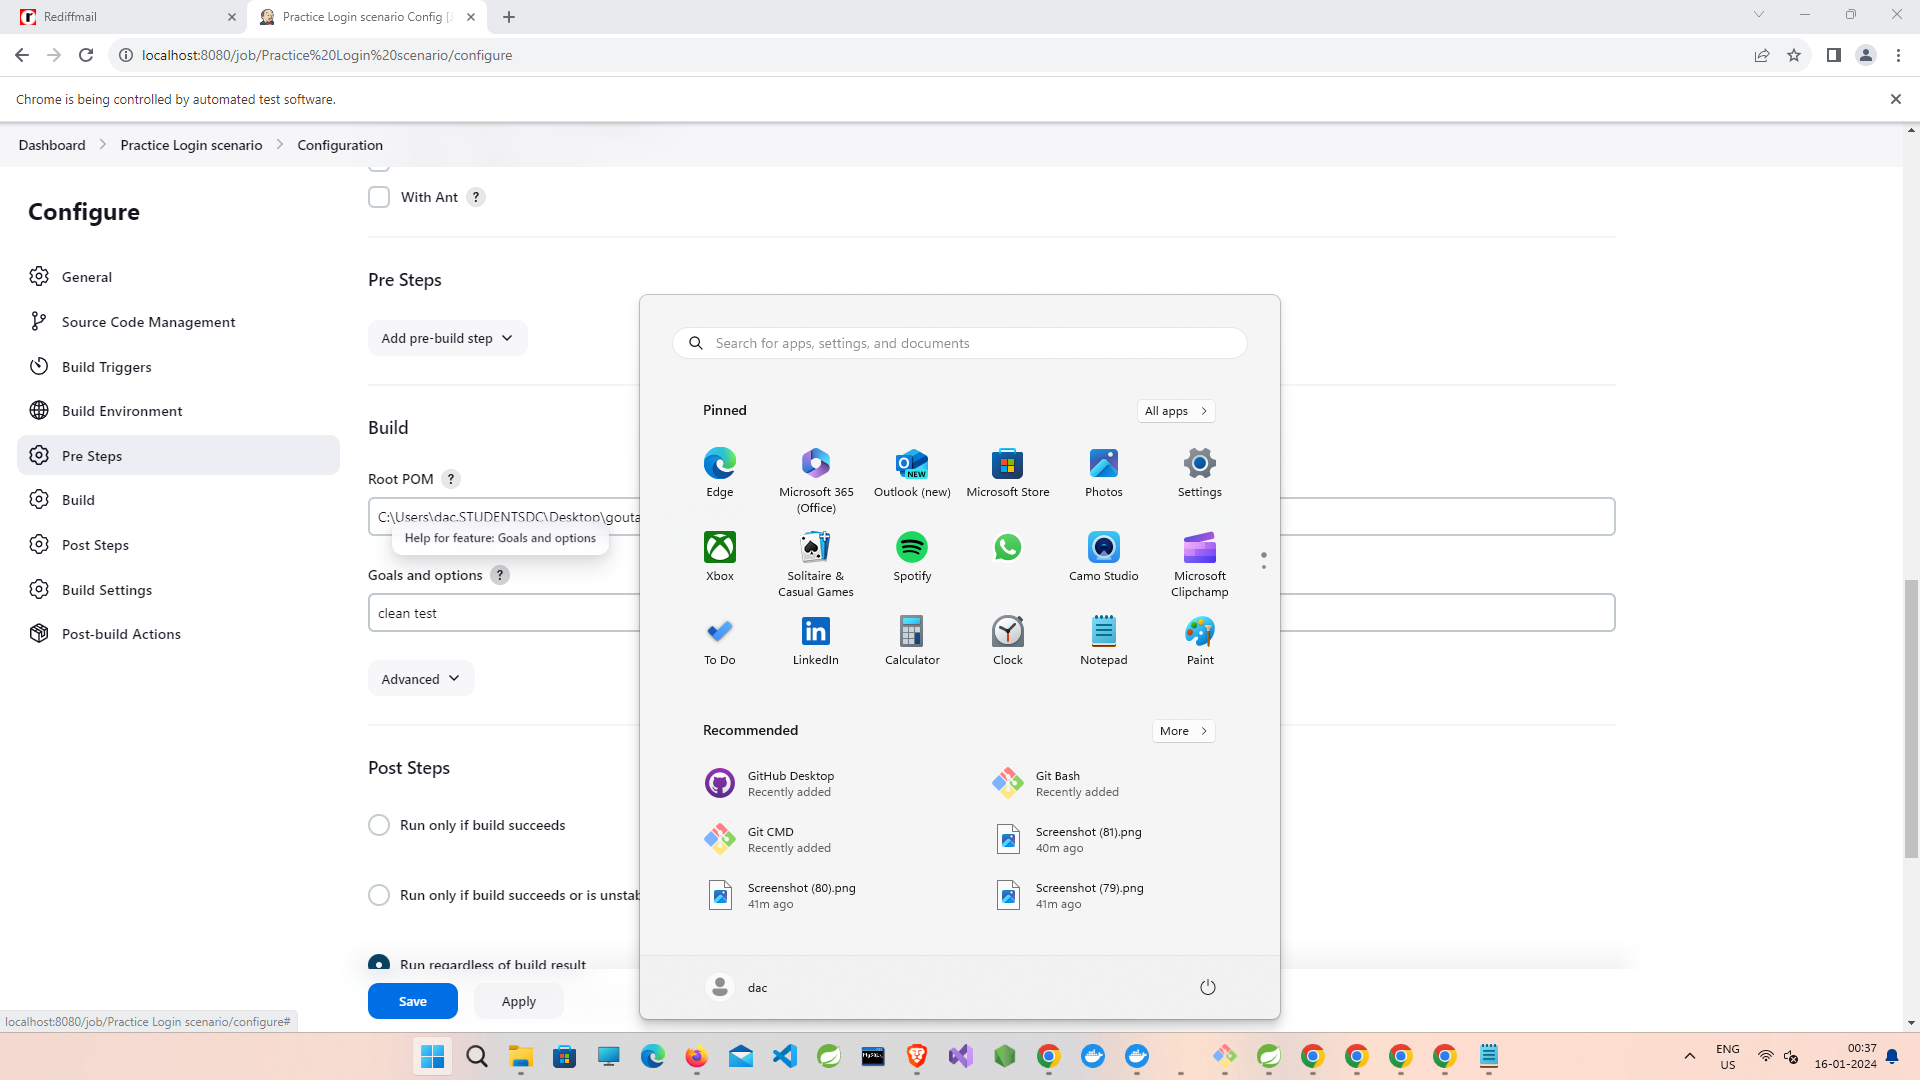 Rediffmail
Practice Login scenario Config [
localhost:8080/job/Practice%20Login%20scenario/configure
Chrome is being controlled by automated test software.
Dashboard
Practice Login scenario
Configuration
With Ant ?
Configure
General
Source Code Management
Build Triggers
Build Environment
Pre Steps
Build
Post Steps
Build Settings
Post-build Actions
Pre Steps
Add pre-build step
Build
Root POM ?
C:\Users\dac.STUDENTSDC\Desktop\gouta
Help for feature: Goals and options
Goals and options ?
clean test
Advanced
Post Steps
Run only if build succeeds
Run only if build succeeds or is unstab
Run regardless of build result
Save
Apply
localhost:8080/job/Practice Login scenario/configure#
Search for apps, settings, and documents
Pinned
All apps
Edge
Microsoft 365
(Office)
Outlook (new)
Microsoft Store
Photos
Settings
Xbox
Solitaire &
Casual Games
Spotify
Camo Studio
Microsoft
Clipchamp
To Do
LinkedIn
Calculator
Clock
Notepad
Paint
Recommended
More
GitHub Desktop
Recently added
Git Bash
Recently added
Git CMD
Recently added
Screenshot (81).png
40m ago
Screenshot (80).png
41m ago
Screenshot (79).png
41m ago
dac
ENG
US
00:37
16-01-2024